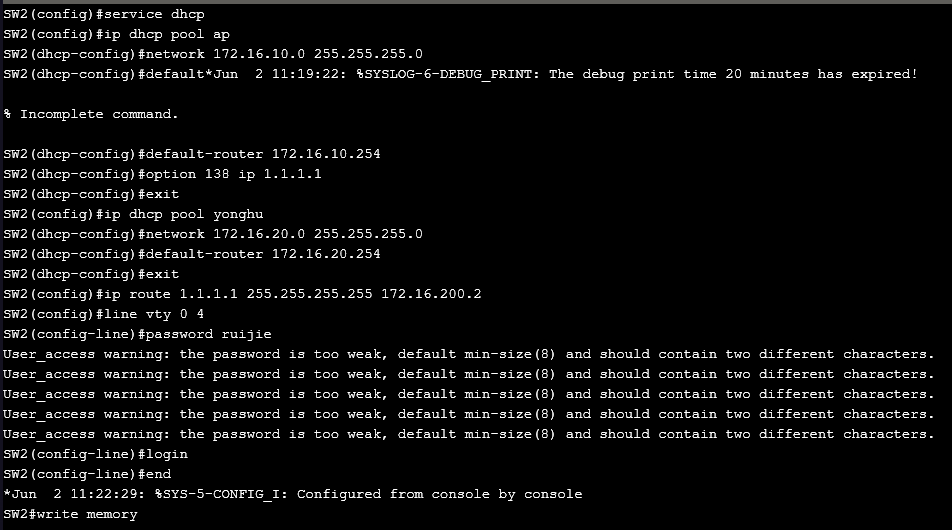 SW2(config)#service dhcp
SW2(config)#ip dhcp pool ap
SW2(dhcp-config)#network 172.16.10.0 255.255.255.0
SW2(dhcp-config)#default*Jun  2 11:19:22: %SYSLOG-6-DEBUG_PRINT: The debug print time 20 minutes has expired!
% Incomplete command.
SW2(dhcp-config)#default-router 172.16.10.254
SW2(dhcp-config)#option 138 ip 1.1.1.1
SW2(dhcp-config)#exit
SW2(config)#ip dhcp pool yonghu
SW2(dhcp-config)#network 172.16.20.0 255.255.255.0
SW2(dhcp-config)#default-router 172.16.20.254
SW2(dhcp-config)#exit
SW2(config)#ip route 1.1.1.1 255.255.255.255 172.16.200.2
SW2(config)#line vty 0 4
SW2(config-line)#password ruijie
User_access warning: the password is too weak, default min-size(8) and should contain two different characters.
User_access warning: the password is too weak, default min-size(8) and should contain two different characters.
User_access warning: the password is too weak, default min-size(8) and should contain two different characters.
User_access warning: the password is too weak, default min-size(8) and should contain two different characters.
User_access warning: the password is too weak, default min-size(8) and should contain two different characters.
SW2(config-line)#login
SW2(config-line)#end
*Jun  2 11:22:29: %SYS-5-CONFIG_I: Configured from console by console
SW2#write memory